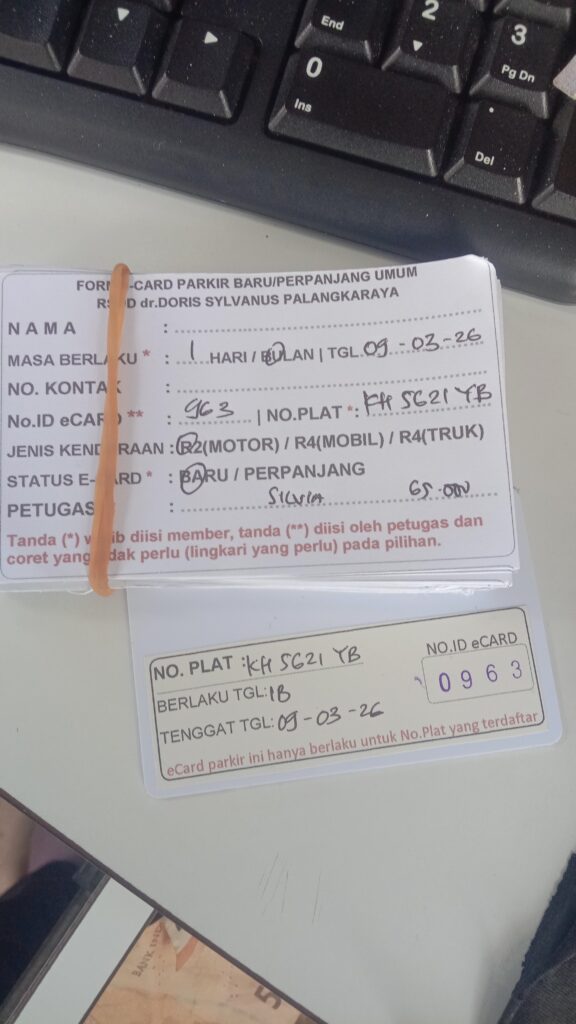 End
2
3
Pg Dn
0
Ins
.
Del
FORM E-CARD PARKIR BARU/PERPANJANG UMUM
RSUD dr.DORIS SYLVANUS PALANGKARAYA
NAMA :
MASA BERLAKU * : 1 HARI / BULAN | TGL. 09-03-26
NO. KONTAK :
No.ID eCARD ** : 963 | NO.PLAT *: KH 5621 YB
JENIS KENDARAAN : R2(MOTOR) / R4(MOBIL) / R4(TRUK)
STATUS E-CARD * : BARU / PERPANJANG
PETUGAS : SILVIA 65.000
Tanda (*) wajib diisi member, tanda (**) diisi oleh petugas dan
coret yang tidak perlu (lingkari yang perlu) pada pilihan.
NO. PLAT : KH 5621 YB
NO.ID eCARD
0963
BERLAKU TGL: 1B
TENGGAT TGL: 09-03-26
eCard parkir ini hanya berlaku untuk No.Plat yang terdaftar
BANK IND
5